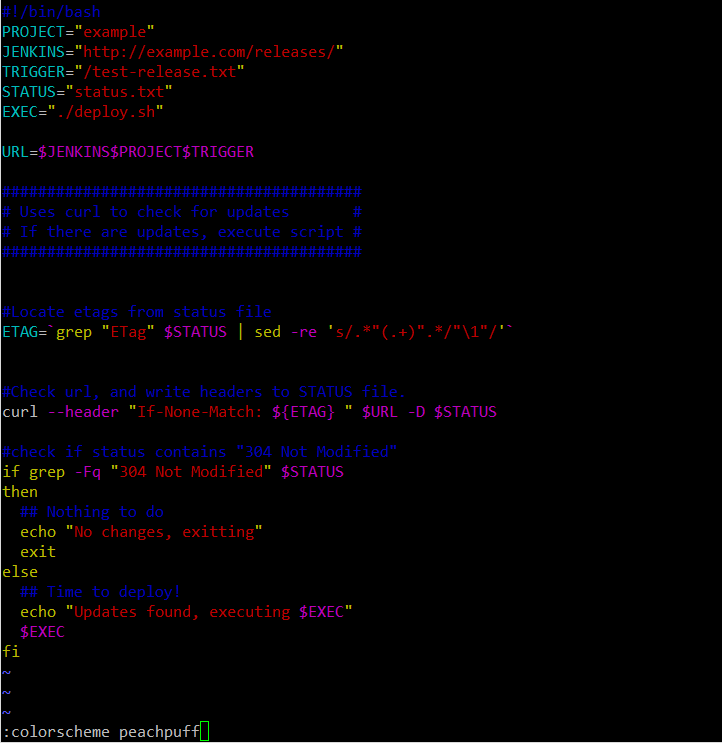 #!/bin/bash
PROJECT="example"
JENKINS="http://example.com/releases/"
TRIGGER="/test-release.txt"
STATUS="status.txt"
EXEC="./deploy.sh"
URL=$JENKINS$PROJECT$TRIGGER
########################################
# Uses curl to check for updates       #
# If there are updates, execute script #
########################################
#Locate etags from status file
ETAG=`grep "ETag" $STATUS | sed -re 's/.*"(.+)".*/"\1"/'`
#Check url, and write headers to STATUS file.
curl --header "If-None-Match: ${ETAG} " $URL -D $STATUS
#check if status contains "304 Not Modified"
if grep -Fq "304 Not Modified" $STATUS
then
  ## Nothing to do
  echo "No changes, exitting"
  exit
else
  ## Time to deploy!
  echo "Updates found, executing $EXEC"
  $EXEC
fi
~
~
~
:colorscheme peachpuff